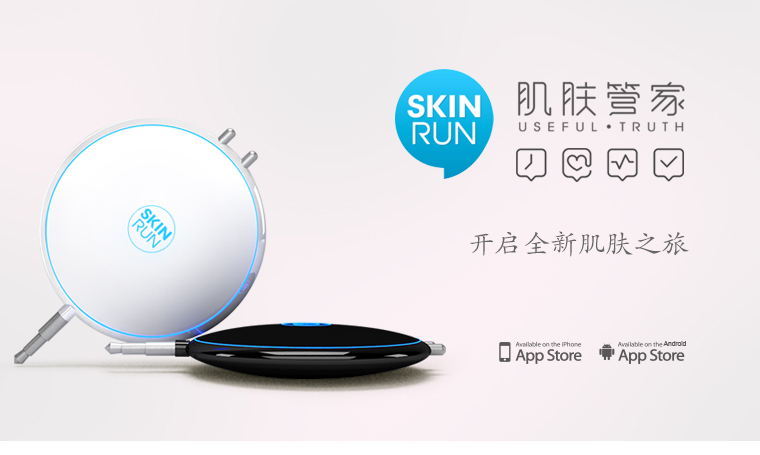 SKIN
RUN
肌肤管家
USEFUL • TRUTH
SKIN
RUN
开启全新肌肤之旅
Available on the iPhone
App Store
Available on the Android
App Store